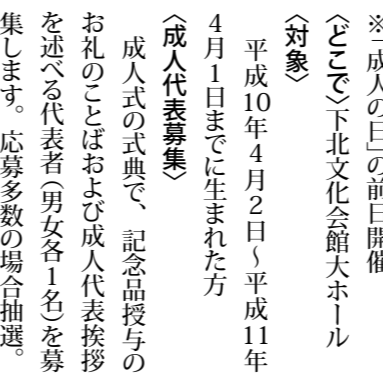 ※「成人の日」の前日開催
〈どこで〉下北文化会館大ホール
〈対象〉
平成10年4月2日～平成11年
4月1日までに生まれた方
〈成人代表募集〉
成人式の式典で、記念品授与の
お礼のことばおよび成人代表挨拶
を述べる代表者（男女各1名）を募
集します。応募多数の場合抽選。